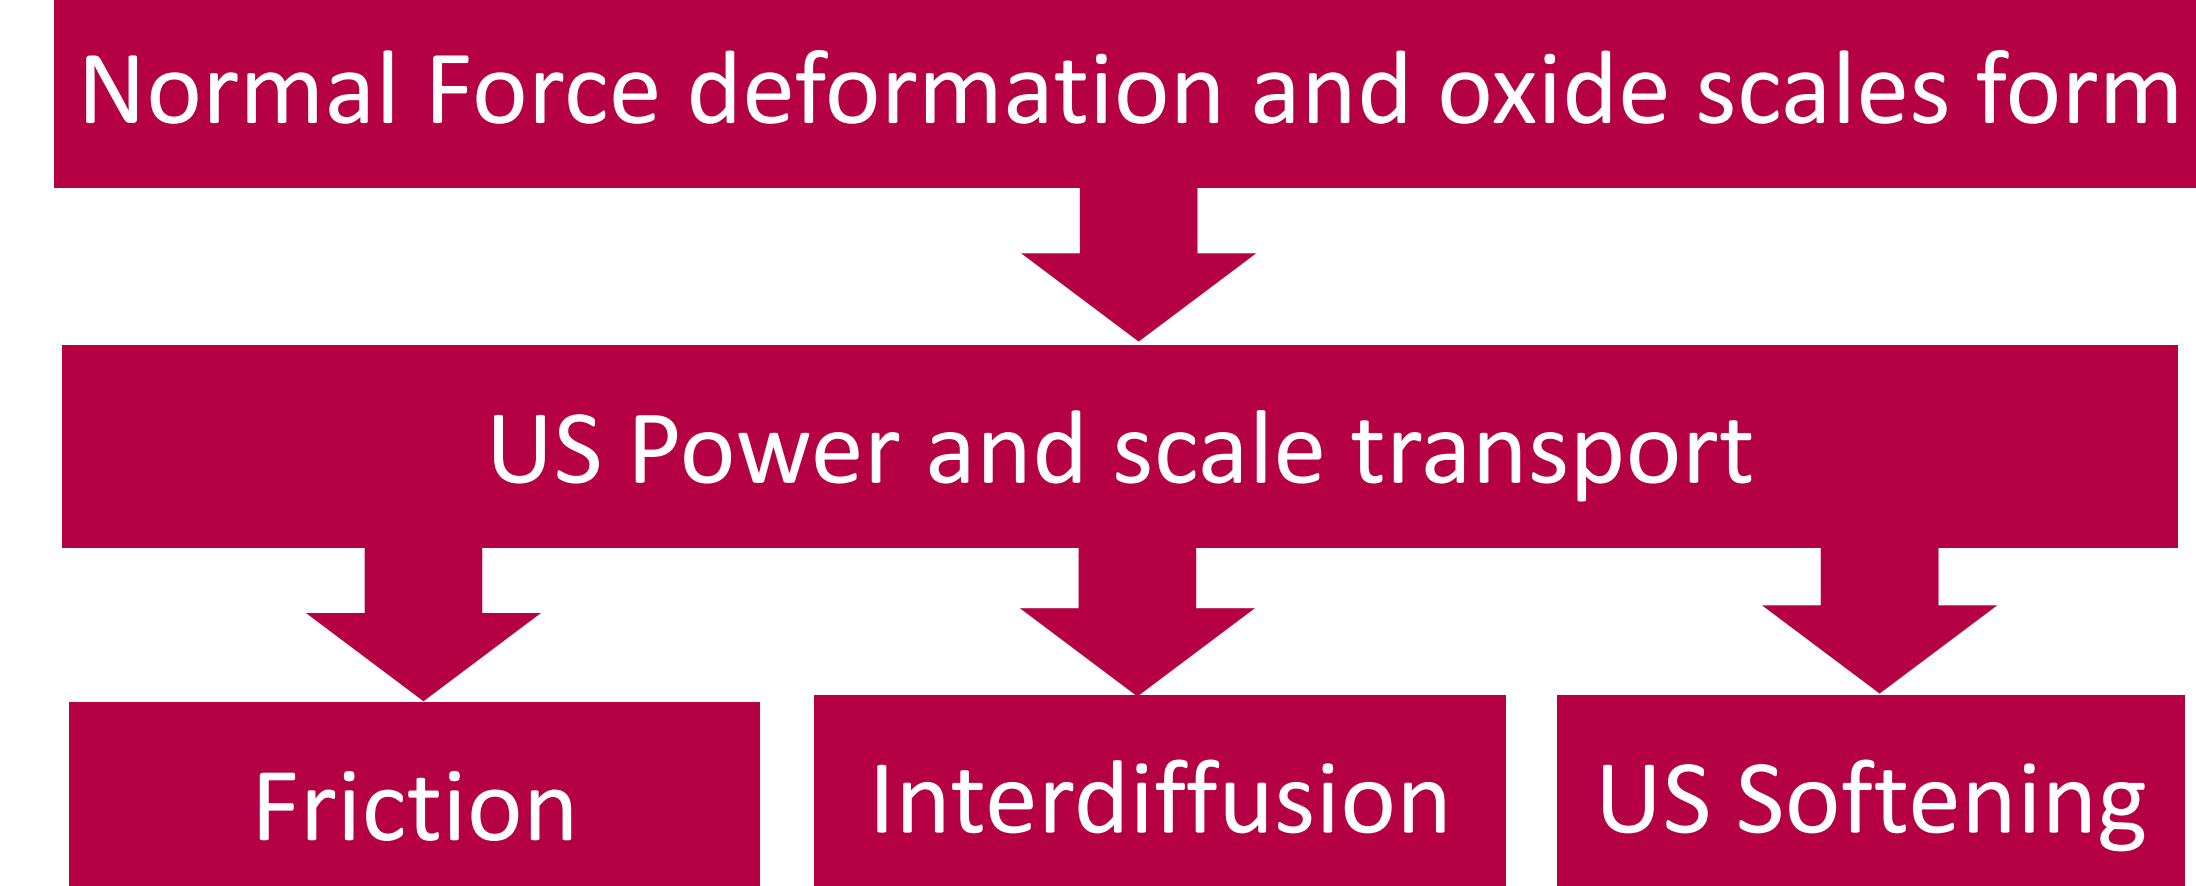 Normal Force deformation and oxide scales form
US Power and scale transport
Friction
Interdiffusion
US Softening